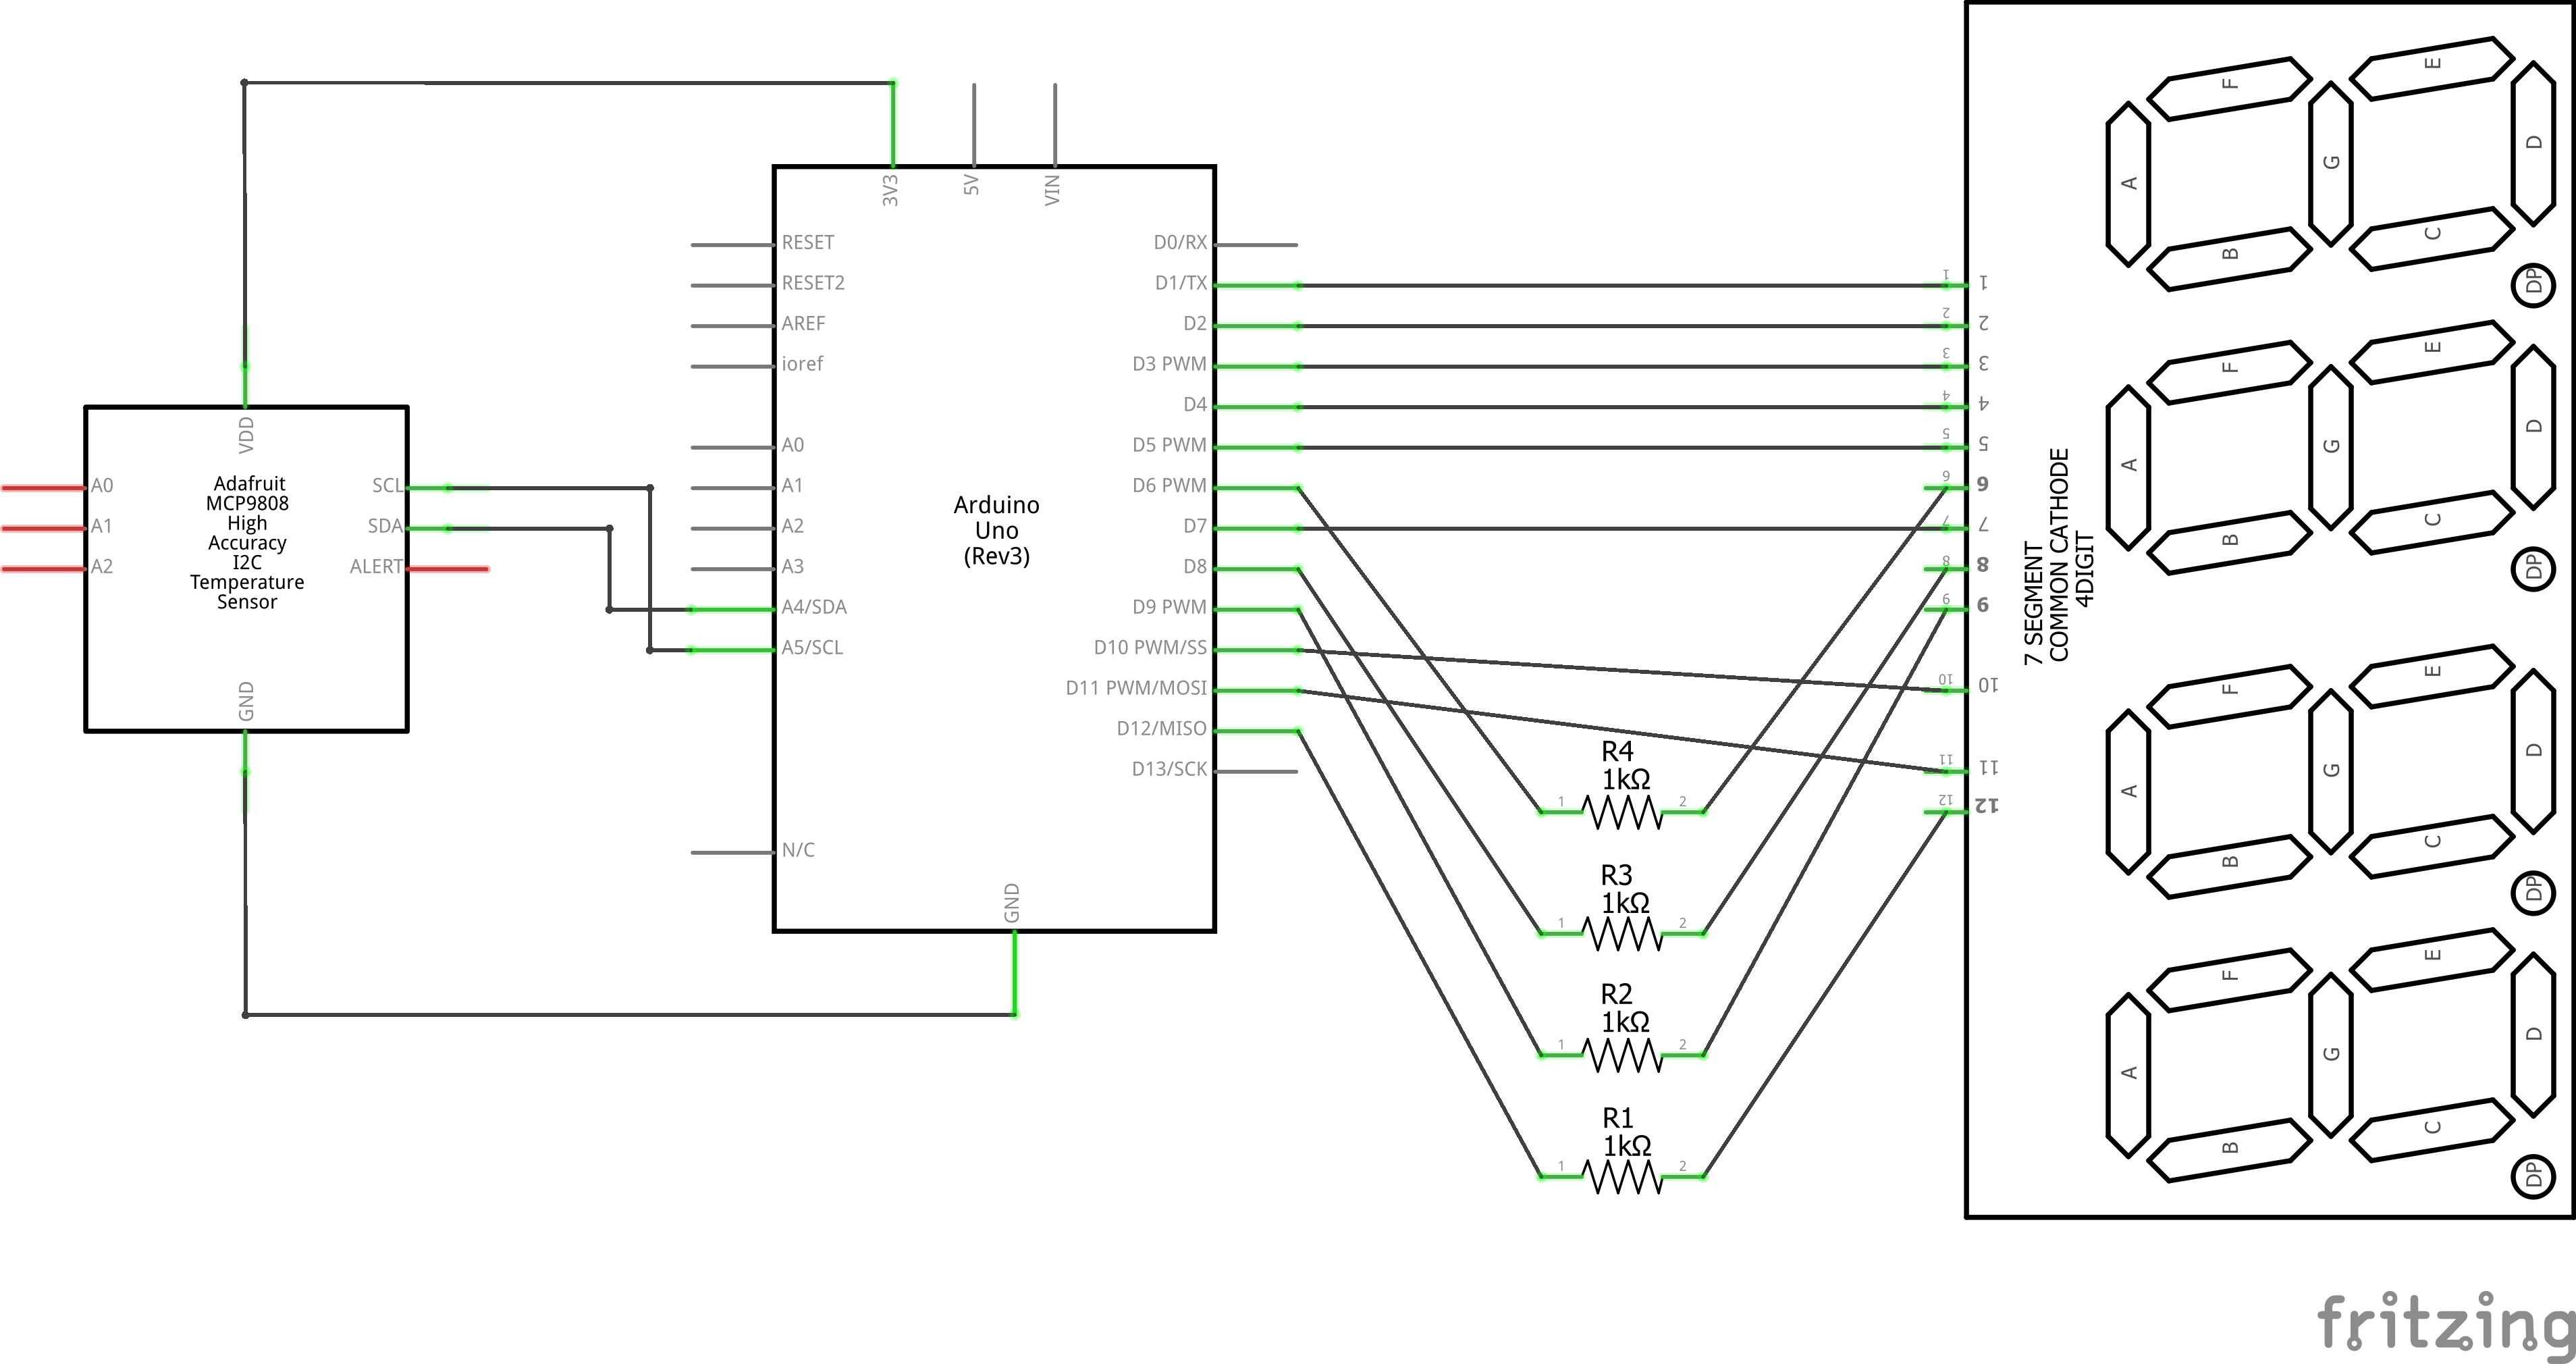 3V3
5V
VIN
RESET
RESET2
AREF
ioref
A0
A1
A2
A3
A4/SDA
A5/SCL
N/C
GND
Arduino
Uno
(Rev3)
D0/RX
D1/TX
D2
D3 PWM
D4
D5 PWM
D6 PWM
D7
D8
D9 PWM
D10 PWM/SS
D11 PWM/MOSI
D12/MISO
D13/SCK
VDD
A0
A1
A2
Adafruit
MCP9808
High
Accuracy
I2C
Temperature
Sensor
SCL
SDA
ALERT
GND
R4
1kΩ
1 2
R3
1kΩ
1 2
R2
1kΩ
1 2
R1
1kΩ
1 2
1 1
2 2
3 3
4 4
5 5
6 6
7 7
8 8
9 9
10 10
11 11
12 12
7 SEGMENT
COMMON CATHODE
4DIGIT
A
F
B
G
E
C
D
DP
A
F
B
G
E
C
D
DP
A
F
B
G
E
C
D
DP
A
F
B
G
E
C
D
DP
fritzing